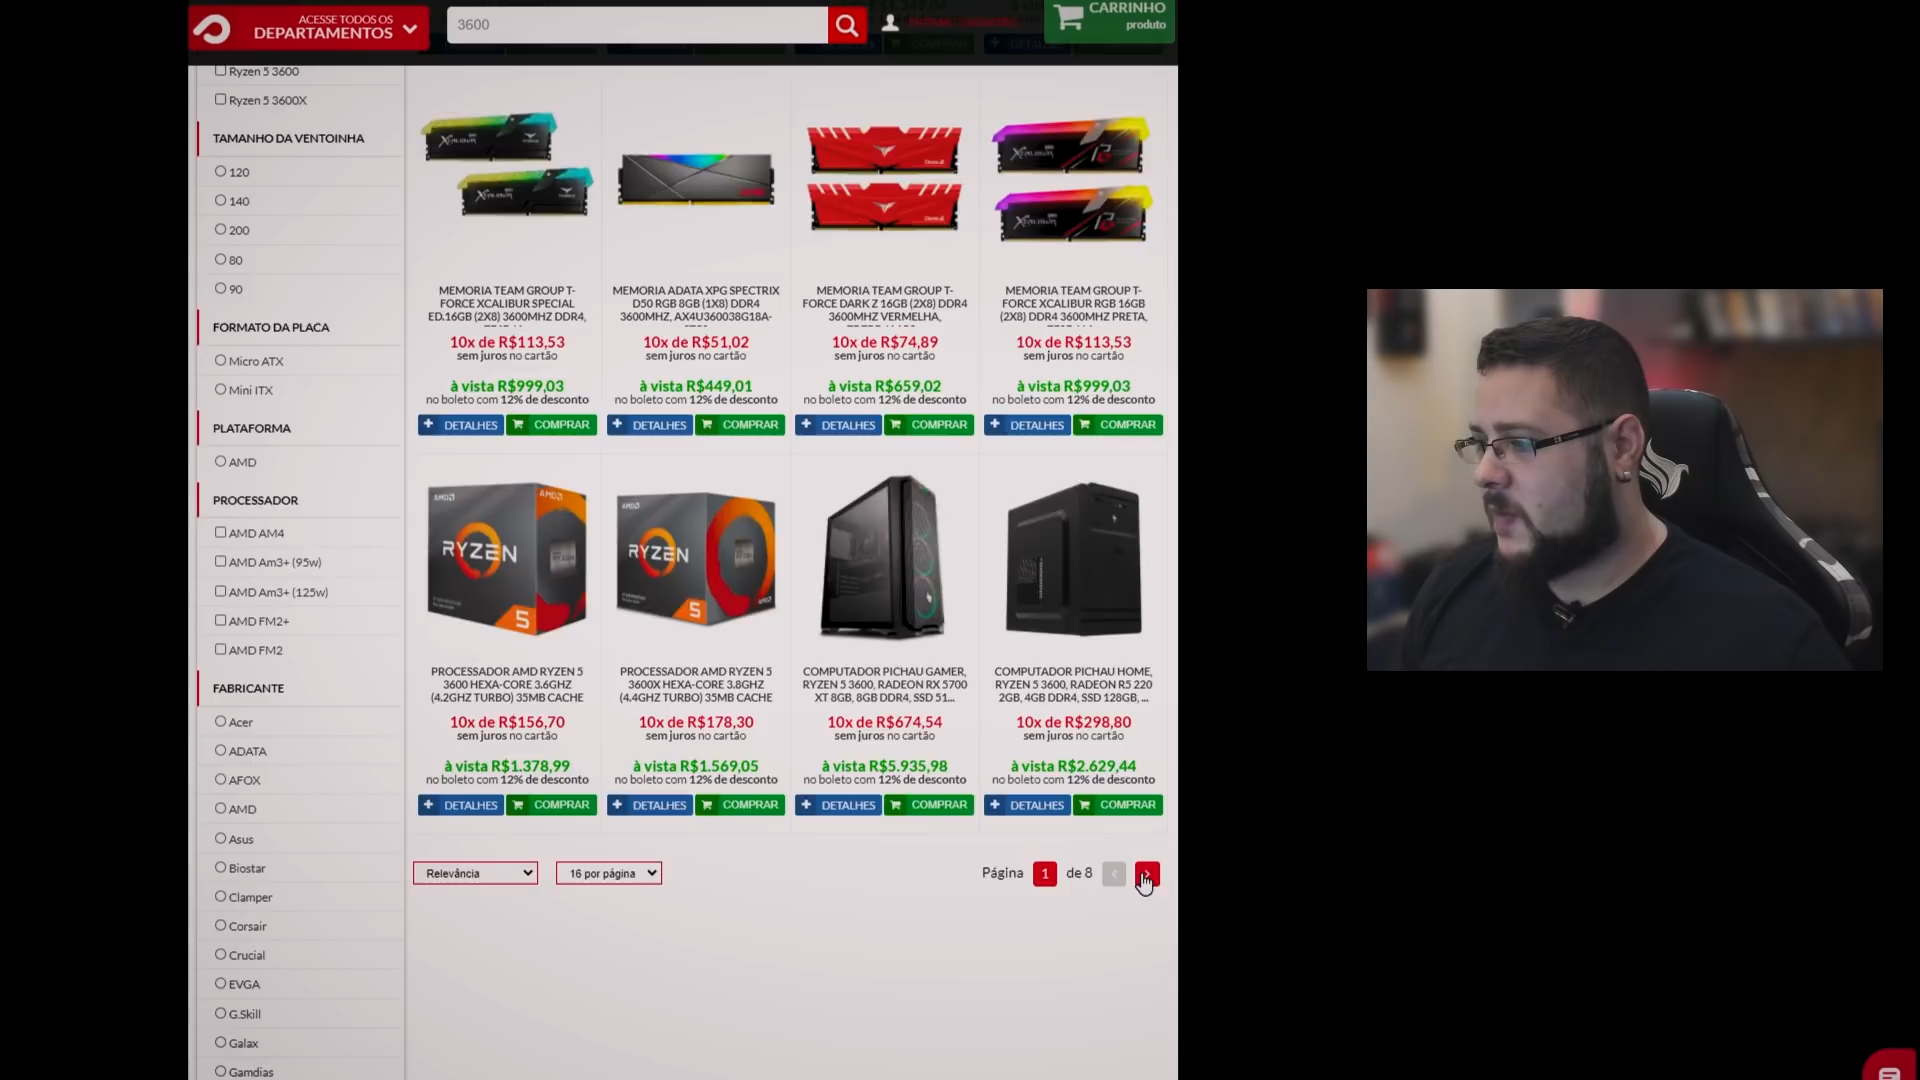 ACESSE TODOS OS
DEPARTAMENTOS
3600
CARRINHO
produto
Ryzen 5 3600
Ryzen 5 3600X
TAMANHO DA VENTOINHA
120
140
200
80
90
FORMATO DA PLACA
Micro ATX
Mini ITX
PLATAFORMA
AMD
PROCESSADOR
AMD AM4
AMD Am3+ (95w)
AMD Am3+ (125w)
AMD FM2+
AMD FM2
FABRICANTE
Acer
ADATA
AFOX
AMD
Asus
Biostar
Clamper
Corsair
Crucial
EVGA
G.Skill
Galax
Gamdias
MEMORIA TEAM GROUP T-
FORCE XCALIBUR SPECIAL
ED.16GB (2X8) 3600MHZ DDR4,
10x de R$113,53
sem juros no cartão
à vista R$999,03
no boleto com 12% de desconto
DETALHES
COMPRAR
MEMORIA ADATA XPG SPECTRIX
D50 RGB 8GB (1X8) DDR4
3600MHZ, AX4U360038G18A-
10x de R$51,02
sem juros no cartão
à vista R$449,01
no boleto com 12% de desconto
DETALHES
COMPRAR
MEMORIA TEAM GROUP T-
FORCE DARK Z 16GB (2X8) DDR4
3600MHZ VERMELHA,
10x de R$74,89
sem juros no cartão
à vista R$659,02
no boleto com 12% de desconto
DETALHES
COMPRAR
MEMORIA TEAM GROUP T-
FORCE XCALIBUR RGB 16GB
(2X8) DDR4 3600MHZ PRETA,
10x de R$113,53
sem juros no cartão
à vista R$999,03
no boleto com 12% de desconto
DETALHES
COMPRAR
AMD
AMD
RYZEN
5
PROCESSADOR AMD RYZEN 5
3600 HEXA-CORE 3.6GHZ
(4.2GHZ TURBO) 35MB CACHE
10x de R$156,70
sem juros no cartão
à vista R$1.378,99
no boleto com 12% de desconto
DETALHES
COMPRAR
AMD
RYZEN
5
AMD
PROCESSADOR AMD RYZEN 5
3600X HEXA-CORE 3.8GHZ
(4.4GHZ TURBO) 35MB CACHE
10x de R$178,30
sem juros no cartão
à vista R$1.569,05
no boleto com 12% de desconto
DETALHES
COMPRAR
COMPUTADOR PICHAU GAMER,
RYZEN 5 3600, RADEON RX 5700
XT 8GB, 8GB DDR4, SSD 51...
10x de R$674,54
sem juros no cartão
à vista R$5.935,98
no boleto com 12% de desconto
DETALHES
COMPRAR
COMPUTADOR PICHAU HOME,
RYZEN 5 3600, RADEON R5 220
2GB, 4GB DDR4, SSD 128GB, ...
10x de R$298,80
sem juros no cartão
à vista R$2.629,44
no boleto com 12% de desconto
DETALHES
COMPRAR
Relevância
16 por página
Página 1 de 8